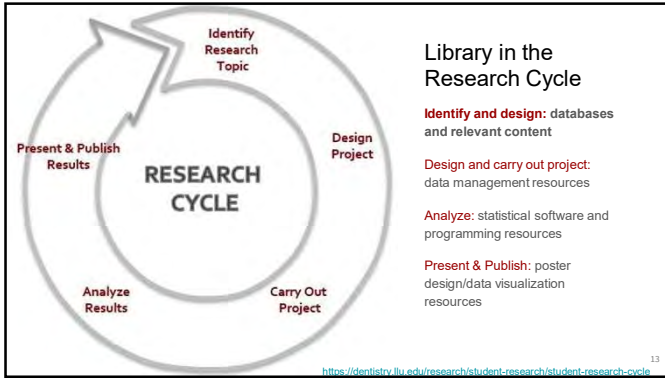 Identify
Research
Topic
Design
Project
Carry Out
Project
Analyze
Results
Present & Publish
Results
RESEARCH
CYCLE
Library in the
Research Cycle
Identify and design: databases
and relevant content
Design and carry out project:
data management resources
Analyze: statistical software and
programming resources
Present & Publish: poster
design/data visualization
resources
13
https://dentistry.llu.edu/research/student-research/student-research-cycle